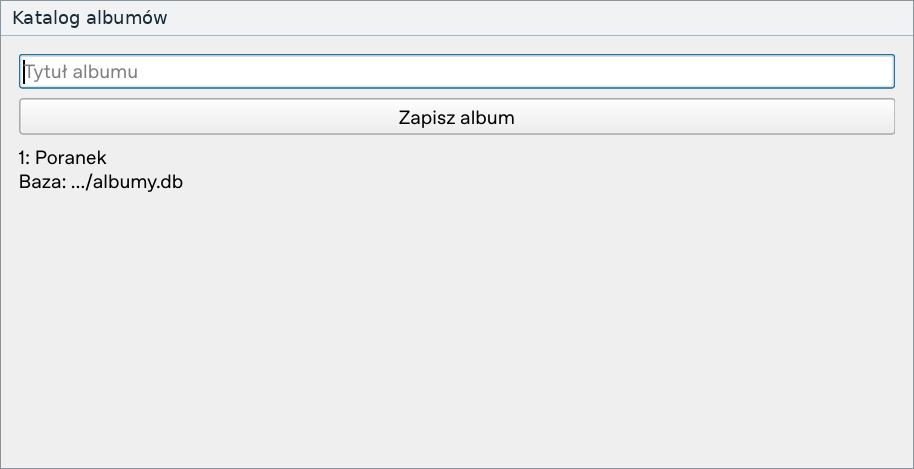 Katalog albumów
Tytuł albumu
Zapisz album
1: Poranek
Baza: .../albumy.db